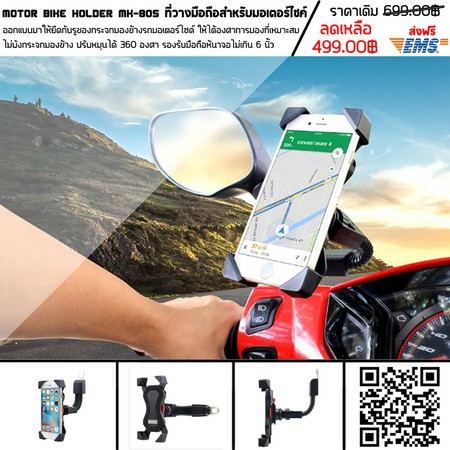 MOTOR BIKE HOLDER MH-80S ที่วางมือถือสำหรับมอเตอร์ไซค์
ออกแบบมาให้ยึดกับรูของกระจกมองข้างรถมอเตอร์ไซด์ ให้ได้องศาการมองที่เหมาะสม
ไม่บังกระจกมองข้าง ปรับหมุนได้ 360 องศา รองรับมือถือหน้าจอไม่เกิน 6 นิ้ว
ราคาเดิม 699.00฿
ลดเหลือ
499.00฿
ส่งฟรี
EMS